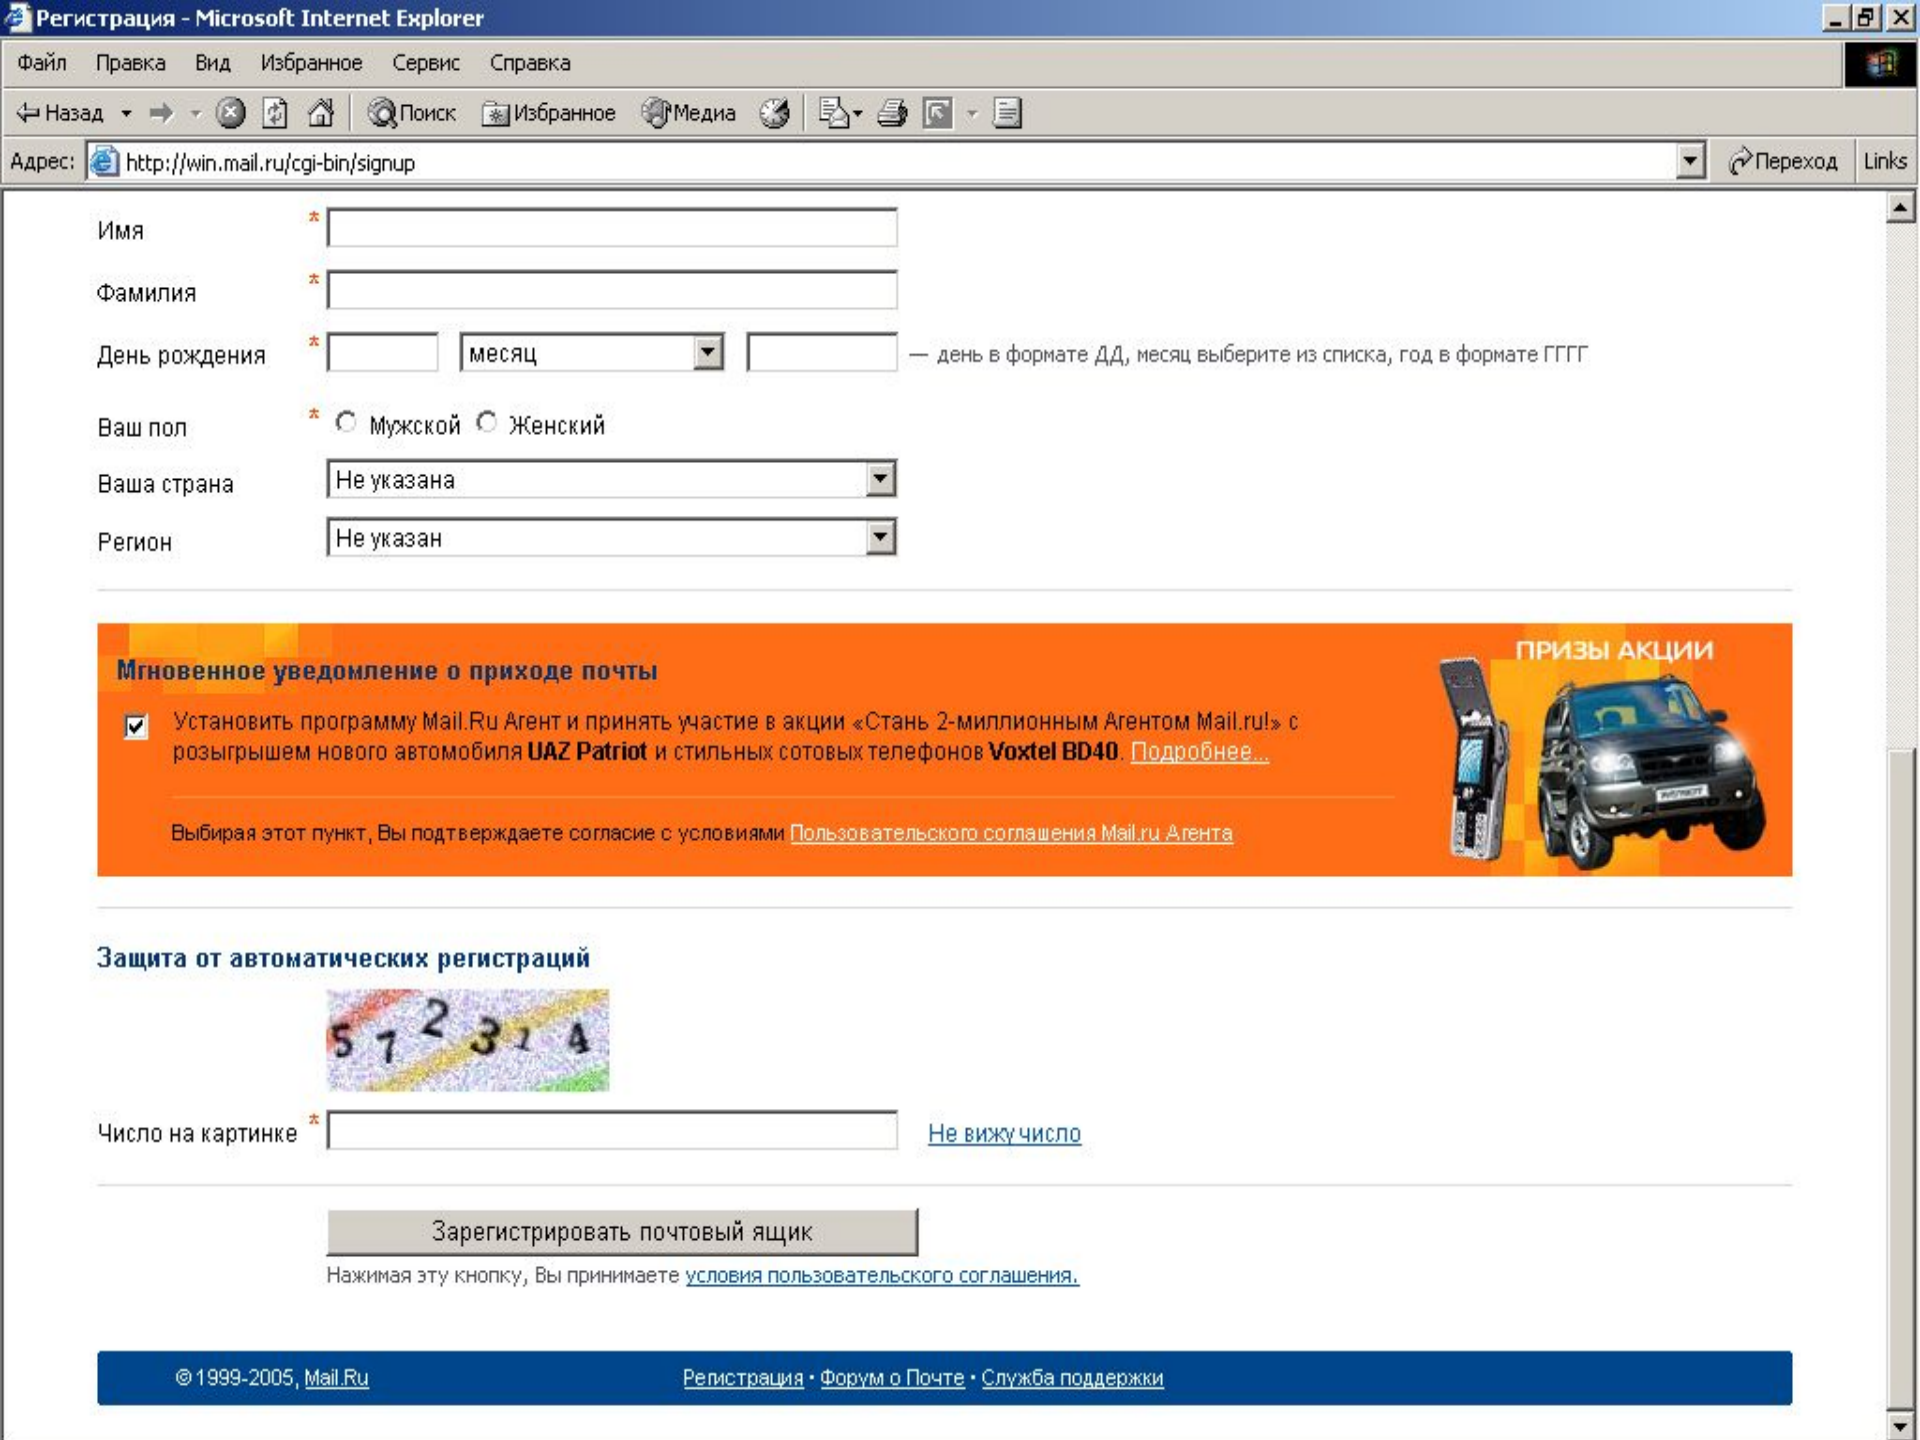 Регистрация - Microsoft Internet Explorer
Файл Правка Вид Избранное Сервис Справка
Назад Поиск Избранное Медиа
Адрес: http://win.mail.ru/cgi-bin/signup Переход Links
Имя *
Фамилия *
День рождения * месяц — день в формате ДД, месяц выберите из списка, год в формате ГГГГ
Ваш пол * Мужской Женский
Ваша страна Не указана
Регион Не указан
ПРИЗЫ АКЦИИ
Мгновенное уведомление о приходе почты
Установить программу Mail.Ru Агент и принять участие в акции «Стань 2-миллионным Агентом Mail.ru!» с
розыгрышем нового автомобиля UAZ Patriot и стильных сотовых телефонов Voxtel BD40. Подробнее...
PATRIOT
Выбирая этот пункт, Вы подтверждаете согласие с условиями Пользовательского соглашения Mail.ru Агента
Защита от автоматических регистраций
5 7 2 3 1 4
Число на картинке * Не вижу число
Зарегистрировать почтовый ящик
Нажимая эту кнопку, Вы принимаете условия пользовательского соглашения.
© 1999-2005, Mail.Ru Регистрация • Форум о Почте • Служба поддержки